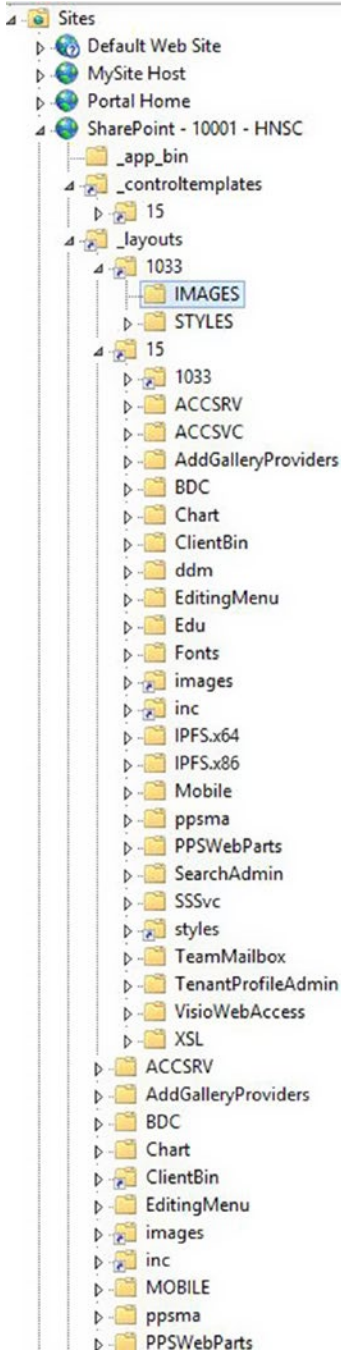 Sites
Default Web Site
MySite Host
Portal Home
SharePoint - 10001 - HNSC
_app_bin
_controltemplates
15
_layouts
1033
IMAGES
STYLES
15
1033
ACCSRV
ACCSVC
AddGalleryProviders
BDC
Chart
ClientBin
ddm
EditingMenu
Edu
Fonts
images
inc
IPFS.x64
IPFS.x86
Mobile
ppsma
PPSWebParts
SearchAdmin
SSSvc
styles
TeamMailbox
TenantProfileAdmin
VisioWebAccess
XSL
ACCSRV
AddGalleryProviders
BDC
Chart
ClientBin
EditingMenu
images
inc
MOBILE
ppsma
PPSWebParts